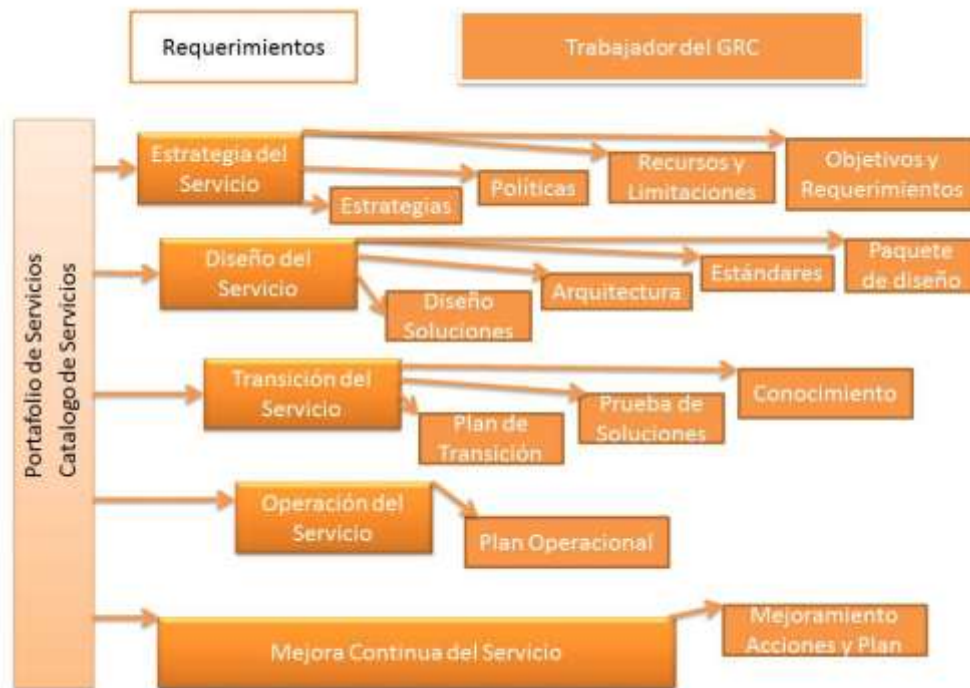 Requerimientos
Trabajador del GRC
Portafolio de Servicios
Catalogo de Servicios
Estrategia del
Servicio
Estrategias
Políticas
Recursos y
Limitaciones
Objetivos y
Requerimientos
Diseño del
Servicio
Diseño
Soluciones
Arquitectura
Estándares
Paquete
de diseño
Transición del
Servicio
Plan de
Transición
Prueba de
Soluciones
Conocimiento
Operación del
Servicio
Plan Operacional
Mejora Continua del Servicio
Mejoramiento
Acciones y Plan